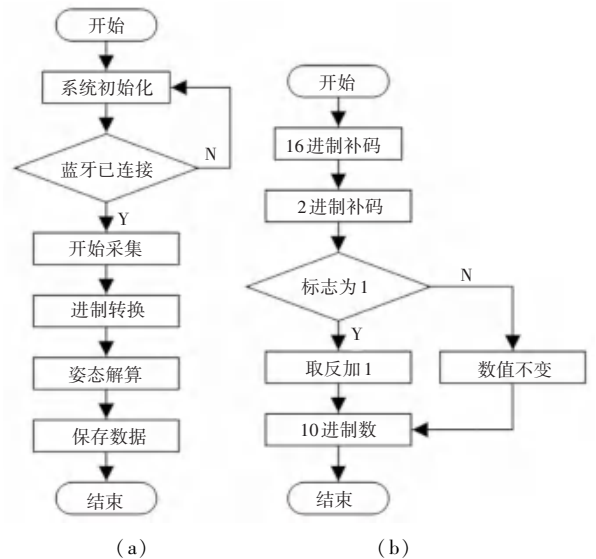 开始
系统初始化
蓝牙已连接
N
Y
开始采集
进制转换
姿态解算
保存数据
结束
(a)
开始
16进制补码
2进制补码
标志为1
N
Y
取反加1
数值不变
10进制数
结束
(b)